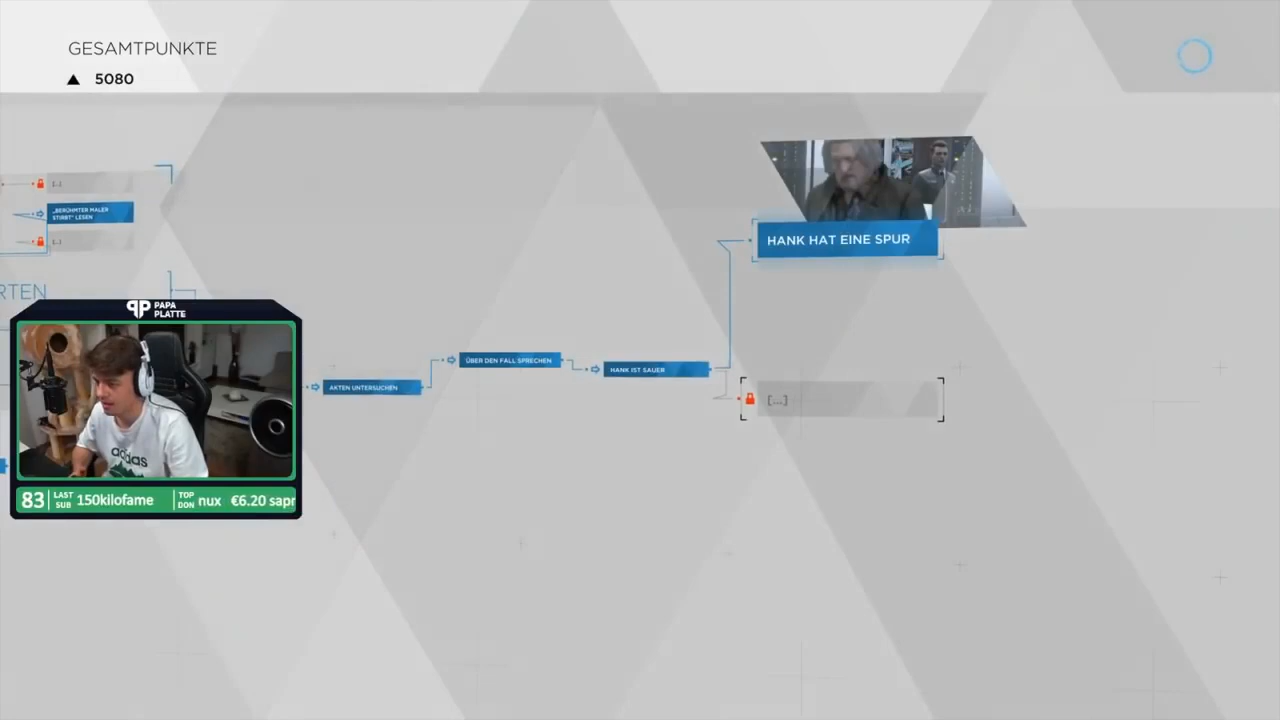 GESAMTPUNKTE
5080
[...]
„BERÜHMTER MALER
STIRBT“ LESEN
[...]
RTEN
HANK HAT EINE SPUR
ÜBER DEN FALL SPRECHEN
HANK IST SAUER
AKTEN UNTERSUCHEN
[...]
PAPA
PLATTE
adidas
83 LAST SUB 150kilofame TOP DON nux €6.20 sapr